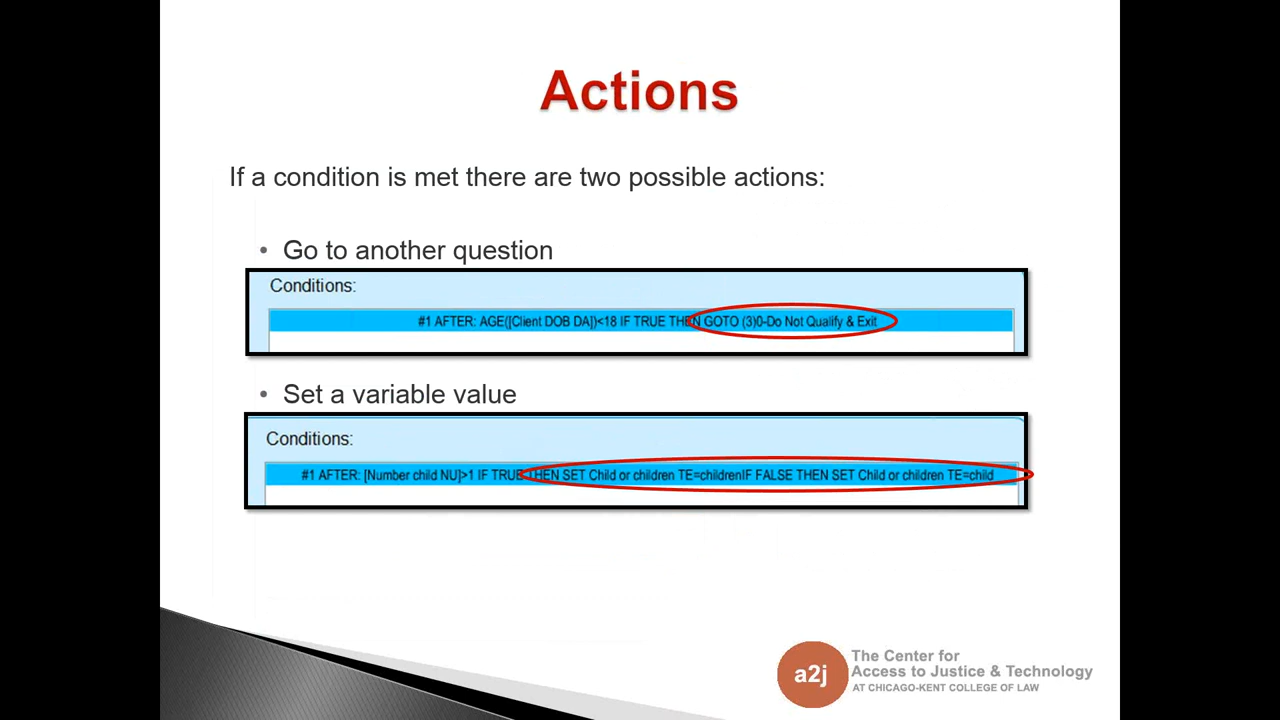 Actions
If a condition is met there are two possible actions:
• Go to another question
Conditions:
#1 AFTER: AGE([Client DOB DA])<18 IF TRUE THEN GOTO (3)0-Do Not Qualify & Exit
• Set a variable value
Conditions:
#1 AFTER: [Number child NU]>1 IF TRUE THEN SET Child or children TE=childrenIF FALSE THEN SET Child or children TE=child
a2j
The Center for
Access to Justice & Technology
AT CHICAGO-KENT COLLEGE OF LAW